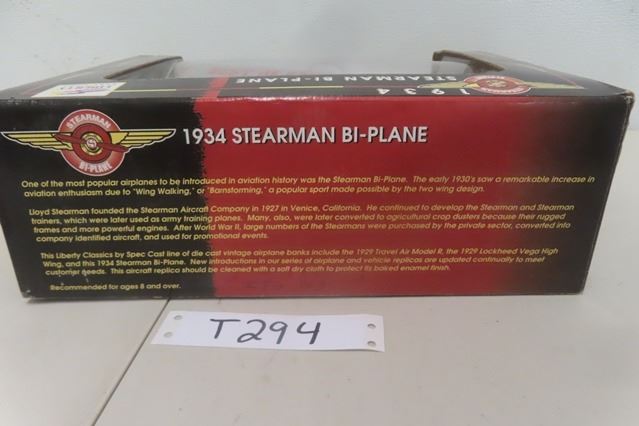 LIBERTY
STEARMAN BI-PLANE
1934
STEARMAN
BI-PLANE
1934 STEARMAN BI-PLANE
One of the most popular airplanes to be introduced in aviation history was the Stearman Bi-Plane. The early 1930's saw a remarkable increase in
aviation enthusiasm due to "Wing Walking," or "Barnstorming," a popular sport made possible by the two wing design.
Lloyd Stearman founded the Stearman Aircraft Company in 1927 in Venice, California. He continued to develop the Stearman and Stearman
trainers, which were later used as army training planes. Many, also, were later converted to agricultural crop dusters because their rugged
frames and more powerful engines. After World War II, large numbers of the Stearmans were purchased by the private sector, converted into
company identified aircraft, and used for promotional events.
This Liberty Classics by Spec Cast line of die cast vintage airplane banks include the 1929 Travel Air Model R, the 1929 Lockheed Vega High
Wing, and this 1934 Stearman Bi-Plane. New introductions in our series of airplane and vehicle replicas are updated continually to meet
customer needs. This aircraft replica should be cleaned with a soft dry cloth to protect its baked enamel finish.
Recommended for ages 8 and over.
T294